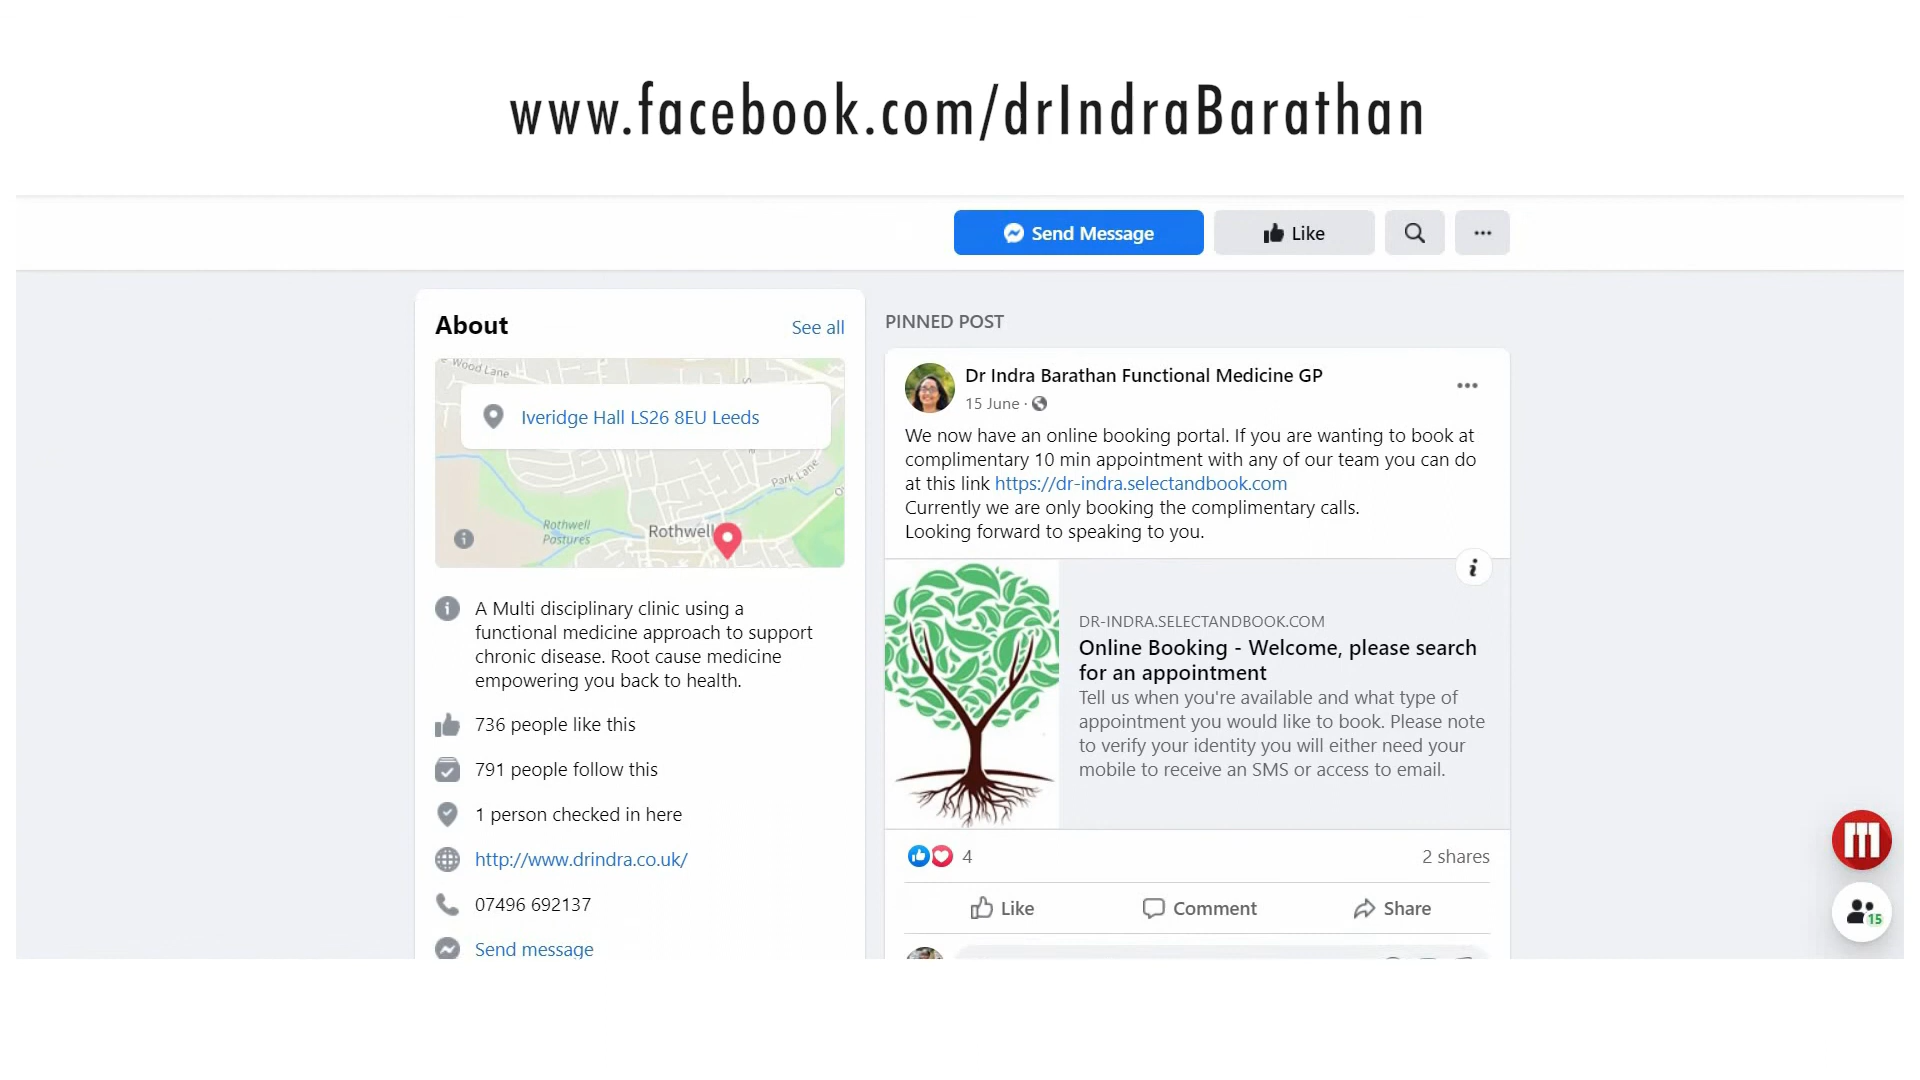 www.facebook.com/drIndraBarathan
Send Message
Like
About
See all
Wood Lane
Iveridge Hall LS26 8EU Leeds
Park Lane
Rothwell
Pastures
Rothwell
A Multi disciplinary clinic using a
functional medicine approach to support
chronic disease. Root cause medicine
empowering you back to health.
736 people like this
791 people follow this
1 person checked in here
http://www.drindra.co.uk/
07496 692137
Send message
PINNED POST
Dr Indra Barathan Functional Medicine GP
15 June ·
We now have an online booking portal. If you are wanting to book at
complimentary 10 min appointment with any of our team you can do
at this link https://dr-indra.selectandbook.com
Currently we are only booking the complimentary calls.
Looking forward to speaking to you.
DR-INDRA.SELECTANDBOOK.COM
Online Booking - Welcome, please search
for an appointment
Tell us when you're available and what type of
appointment you would like to book. Please note
to verify your identity you will either need your
mobile to receive an SMS or access to email.
4
2 shares
Like
Comment
Share
15